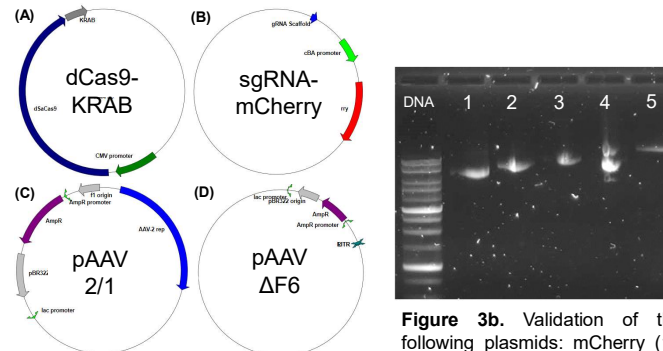 (A)
KRAB
dCas9-
KRAB
dSaCas9
CMV promoter
(B)
gRNA Scaffold
cBA promoter
sgRNA-
mCherry
rry
(C)
f1 origin
AmpR promoter
AmpR
AAV-2 rep
pAAV
2/1
pBR322
lac promoter
(D)
lac promoter
pBR322 origin
AmpR
AmpR promoter
ITR
pAAV
ΔF6
DNA 1 2 3 4 5
Figure 3b. Validation of t
following plasmids: mCherry (